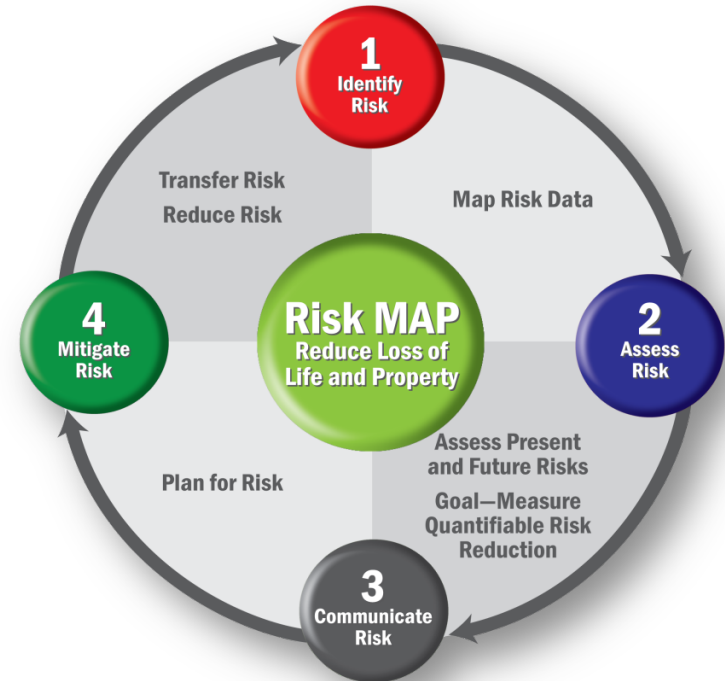 1
Identify
Risk
Transfer Risk
Reduce Risk
Map Risk Data
4
Mitigate
Risk
Risk MAP
Reduce Loss of
Life and Property
2
Assess
Risk
Plan for Risk
Assess Present
and Future Risks
Goal—Measure
Quantifiable Risk
Reduction
3
Communicate
Risk